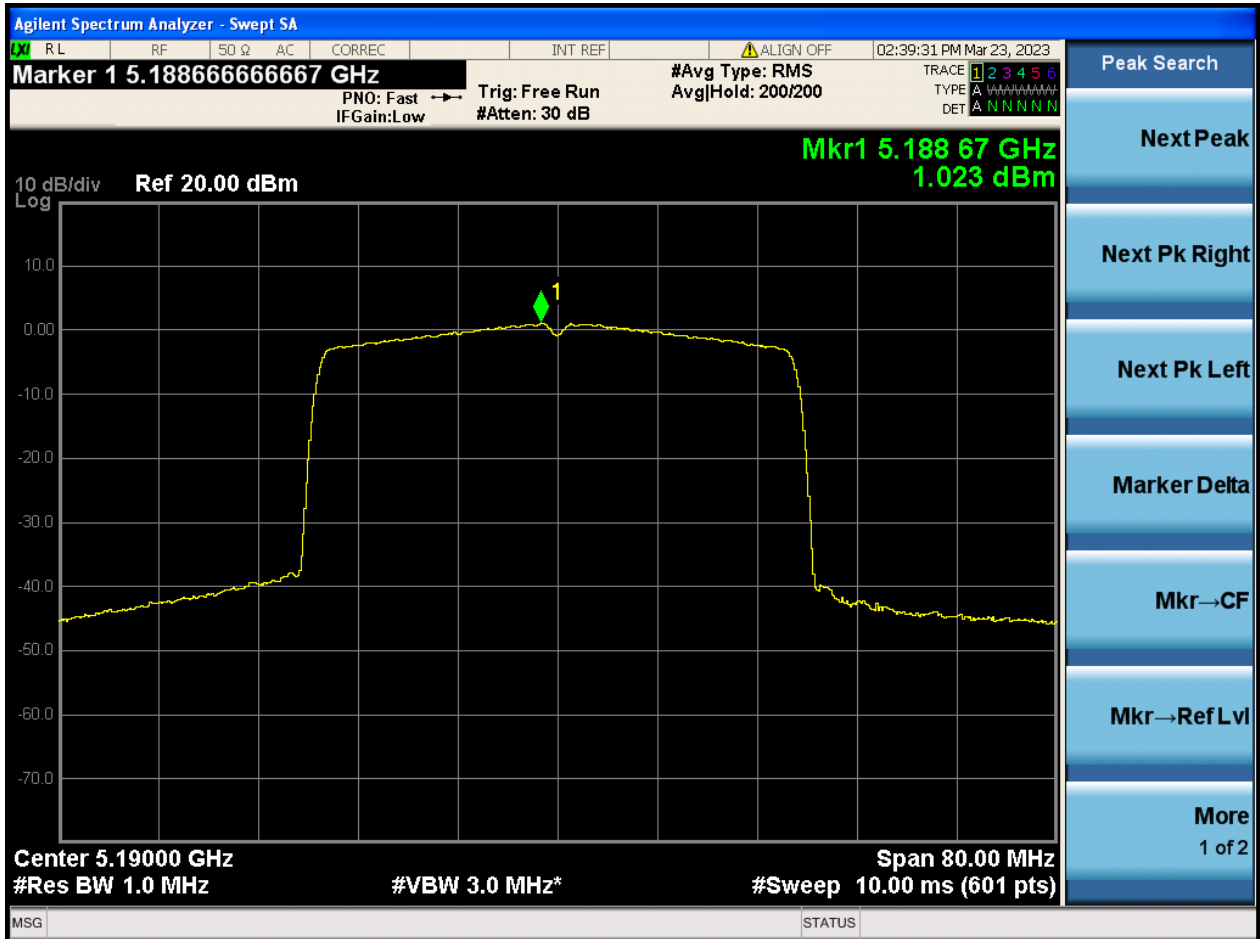 Agilent Spectrum Analyzer - Swept SA
LXI RL RF 50 Ω AC CORREC INT REF ALIGN OFF 02:39:31 PM Mar 23, 2023
Marker 1 5.188666666667 GHz
PNO: Fast
IFGain:Low
Trig: Free Run
#Atten: 30 dB
#Avg Type: RMS
Avg|Hold: 200/200
TRACE 1 2 3 4 5 6
TYPE A WWWWW
DET A N N N N N
Mkr1 5.188 67 GHz
1.023 dBm
10 dB/div Ref 20.00 dBm
Log
10.0
0.00
-10.0
-20.0
-30.0
-40.0
-50.0
-60.0
-70.0
1
Center 5.19000 GHz Span 80.00 MHz
#Res BW 1.0 MHz #VBW 3.0 MHz* #Sweep 10.00 ms (601 pts)
MSG STATUS
Peak Search
Next Peak
Next Pk Right
Next Pk Left
Marker Delta
Mkr→CF
Mkr→Ref Lvl
More
1 of 2